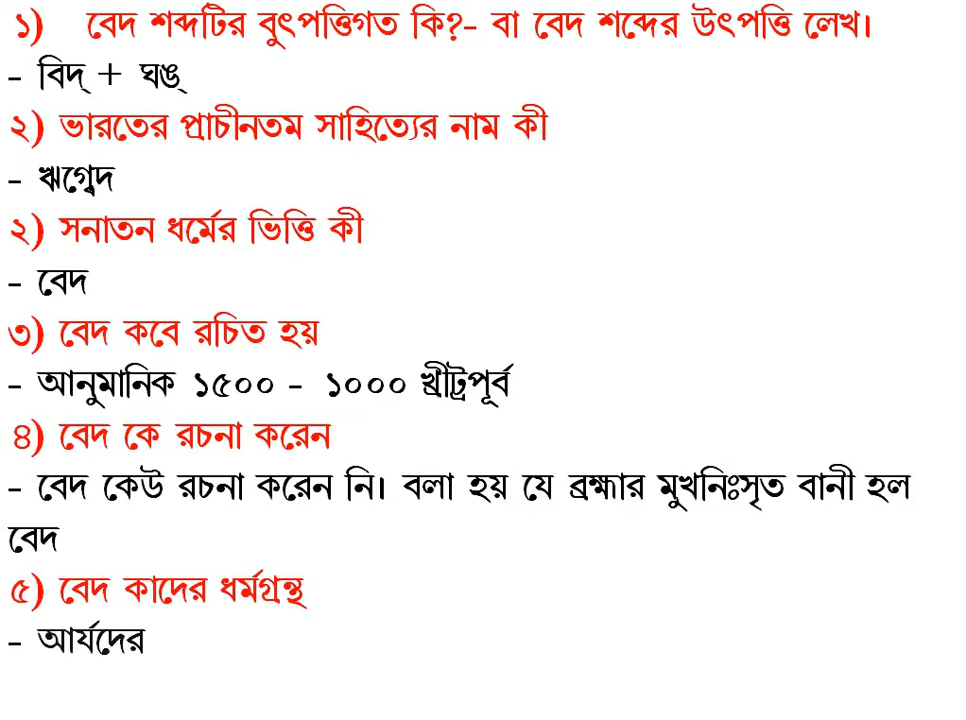 ১) বেদ শব্দটির বুৎপত্তিগত কি?- বা বেদ শব্দের উৎপত্তি লেখ।
- বিদ্ + ঘঙ্
২) ভারতের প্রাচীনতম সাহিত্যের নাম কী
- ঋগ্বেদ
২) সনাতন ধর্মের ভিত্তি কী
- বেদ
৩) বেদ কবে রচিত হয়
- আনুমানিক ১৫০০ - ১০০০ খ্রীট্রপূর্ব
৪) বেদ কে রচনা করেন
- বেদ কেউ রচনা করেন নি। বলা হয় যে ব্রহ্মার মুখনিঃসৃত বানী হল
বেদ
৫) বেদ কাদের ধর্মগ্রন্থ
- আর্যদের